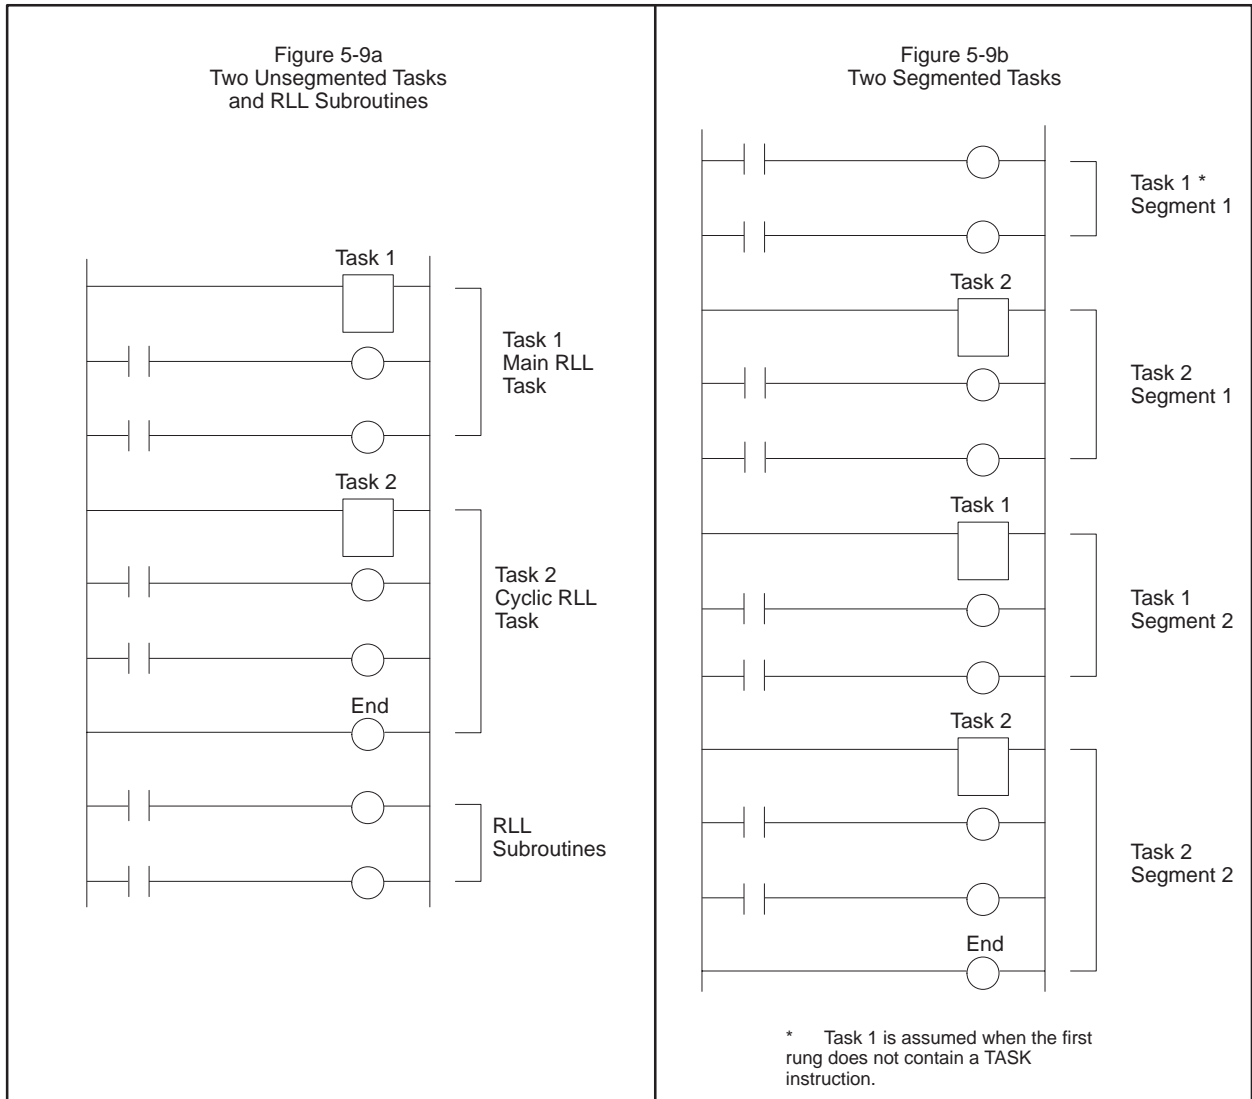 Figure 5-9a
Two Unsegmented Tasks
and RLL Subroutines
Task 1
Task 1
Main RLL
Task
Task 2
Task 2
Cyclic RLL
Task
End
RLL
Subroutines
Figure 5-9b
Two Segmented Tasks
Task 1 *
Segment 1
Task 2
Task 2
Segment 1
Task 1
Task 1
Segment 2
Task 2
Task 2
Segment 2
End
* Task 1 is assumed when the first
rung does not contain a TASK
instruction.